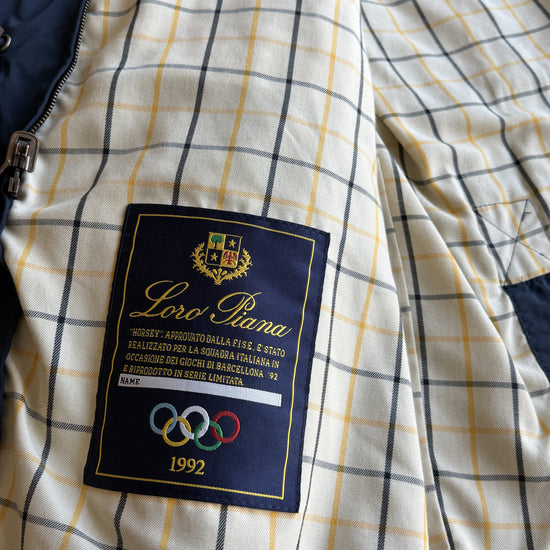 Loro Piana
"HORSEY", APPROVATO DALLA F.I.S.E. E' STATO
REALIZZATO PER LA SQUADRA ITALIANA IN
OCCASIONE DEI GIOCHI DI BARCELLONA '92
E RIPRODOTTO IN SERIE LIMITATA.
NAME
1992